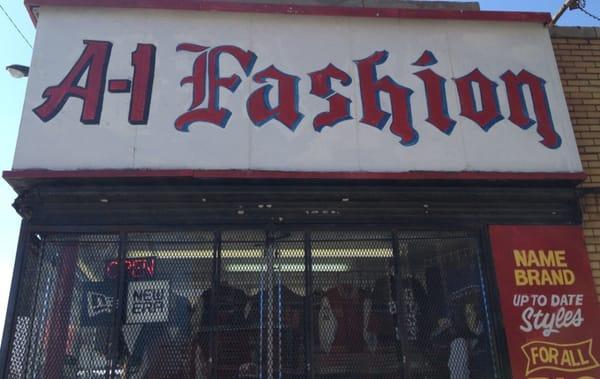 A-1 Fashion
OPEN
NEW
ERA
NAME
BRAND
UP TO DATE
Styles
FOR ALL